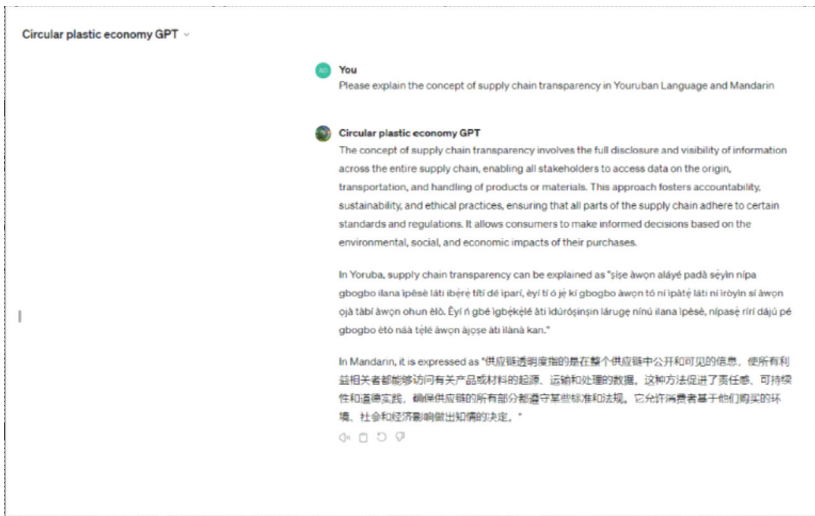 Circular plastic economy GPT
You
Please explain the concept of supply chain transparency in Youruban Language and Mandarin
Circular plastic economy GPT
The concept of supply chain transparency involves the full disclosure and visibility of information
across the entire supply chain, enabling all stakeholders to access data on the origin,
transportation, and handling of products or materials. This approach fosters accountability,
sustainability, and ethical practices, ensuring that all parts of the supply chain adhere to certain
standards and regulations. It allows consumers to make informed decisions based on the
environmental, social, and economic impacts of their purchases.
In Yoruba, supply chain transparency can be explained as "ṣíṣe àwọn aláyé padà sẹ́yìn nípa
gbogbo ilana ìpèsè láti ìbẹ̀rẹ̀ títí dé ìparí, èyí tí ó jẹ́ kí gbogbo àwọn tó ní ìpàtẹ́ láti ní ìròyìn sí àwọn
ọjà tàbí àwọn ohun èlò. Èyí ń gbé ìgbẹ́kẹ̀lé àti ìdúróṣinṣin lárugẹ nínú ilana ìpèsè, nípasẹ̀ rírí dájú pé
gbogbo ètò náà tẹ̀lé àwọn àjọṣe àti ìlànà kan."
In Mandarin, it is expressed as "供应链透明度指的是在整个供应链中公开和可见的信息，使所有利
益相关者都能够访问有关产品或材料的起源、运输和处理的数据。这种方法促进了责任感、可持续
性和道德实践，确保供应链的所有部分都遵守某些标准和法规。它允许消费者基于他们购买的环
境、社会和经济影响做出知情的决定。"